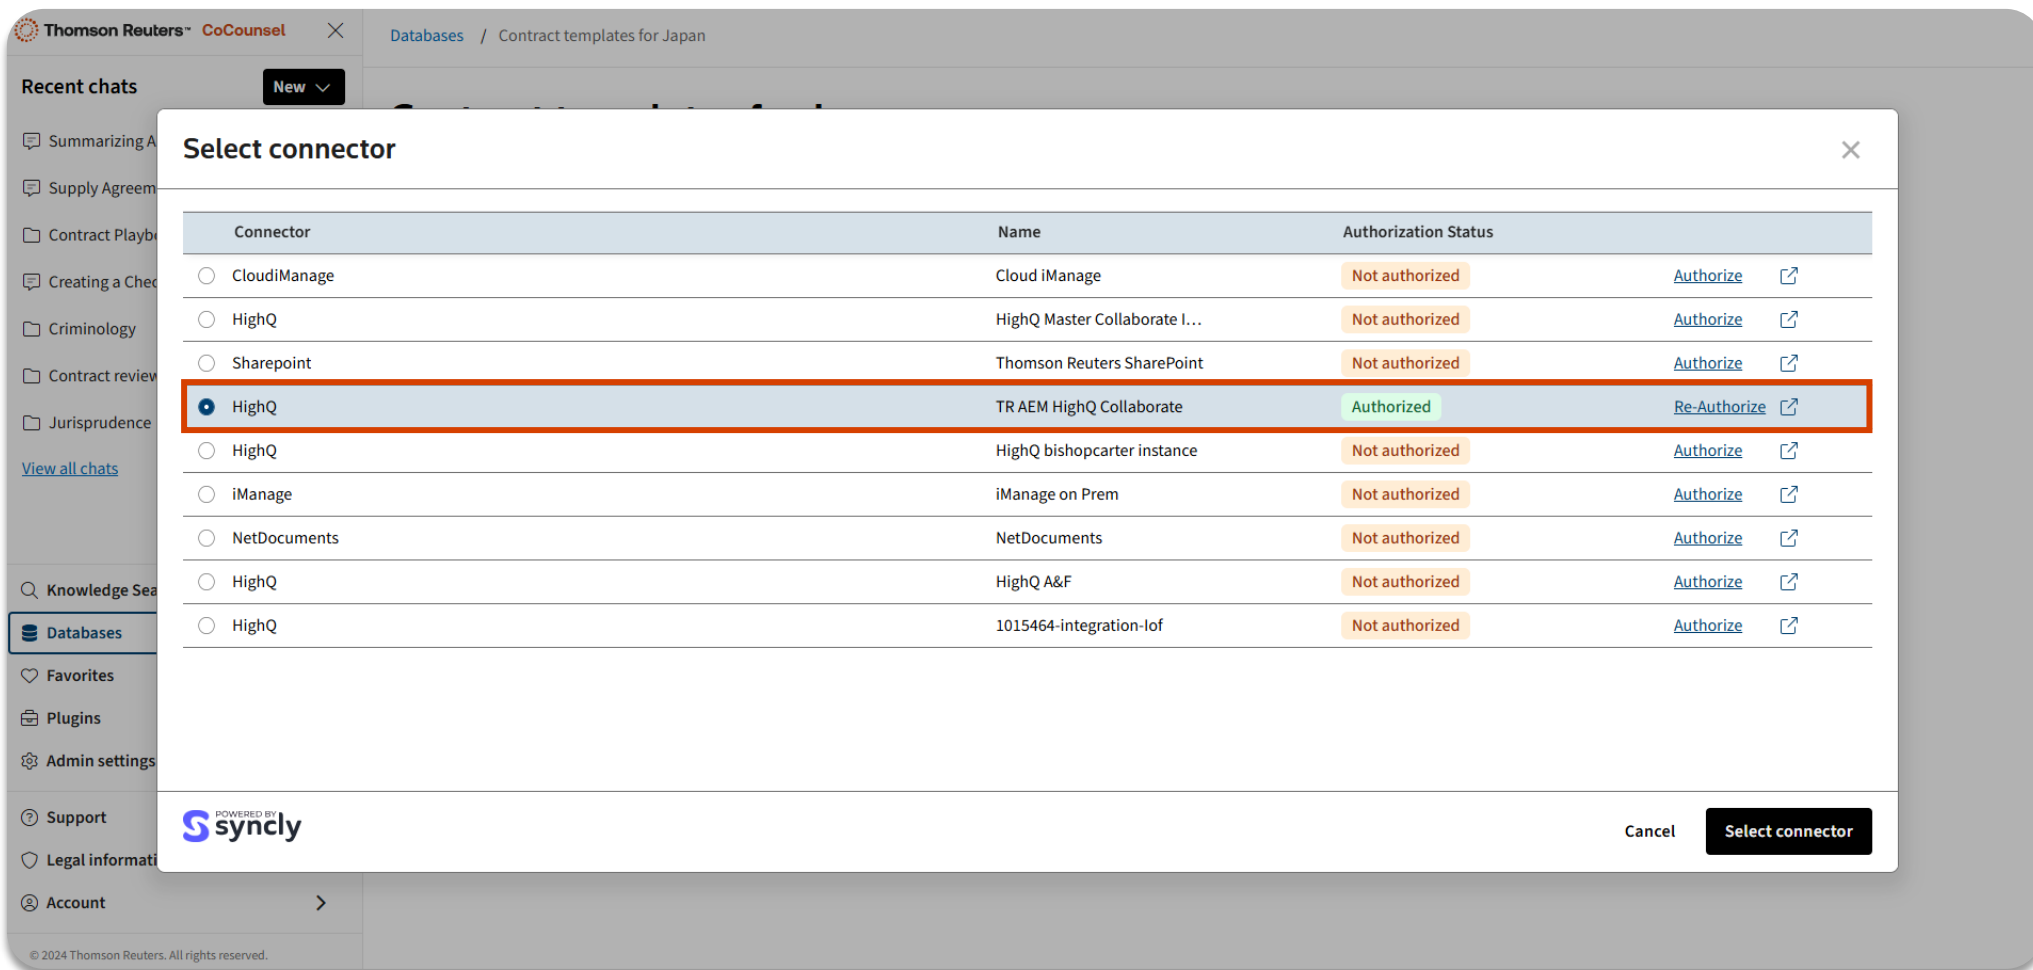 Thomson Reuters™ CoCounsel
Databases / Contract templates for Japan
Recent chats
New
Summarizing A
Supply Agreem
Contract Playb
Creating a Chec
Criminology
Contract review
Jurisprudence
View all chats
Knowledge Sea
Databases
Favorites
Plugins
Admin settings
Support
Legal informati
Account
© 2024 Thomson Reuters. All rights reserved.
Select connector
Connector Name Authorization Status
CloudiManage Cloud iManage Not authorized Authorize
HighQ HighQ Master Collaborate I... Not authorized Authorize
Sharepoint Thomson Reuters SharePoint Not authorized Authorize
HighQ TR AEM HighQ Collaborate Authorized Re-Authorize
HighQ HighQ bishopcarter instance Not authorized Authorize
iManage iManage on Prem Not authorized Authorize
NetDocuments NetDocuments Not authorized Authorize
HighQ HighQ A&F Not authorized Authorize
HighQ 1015464-integration-lof Not authorized Authorize
POWERED BY
syncly
Cancel
Select connector